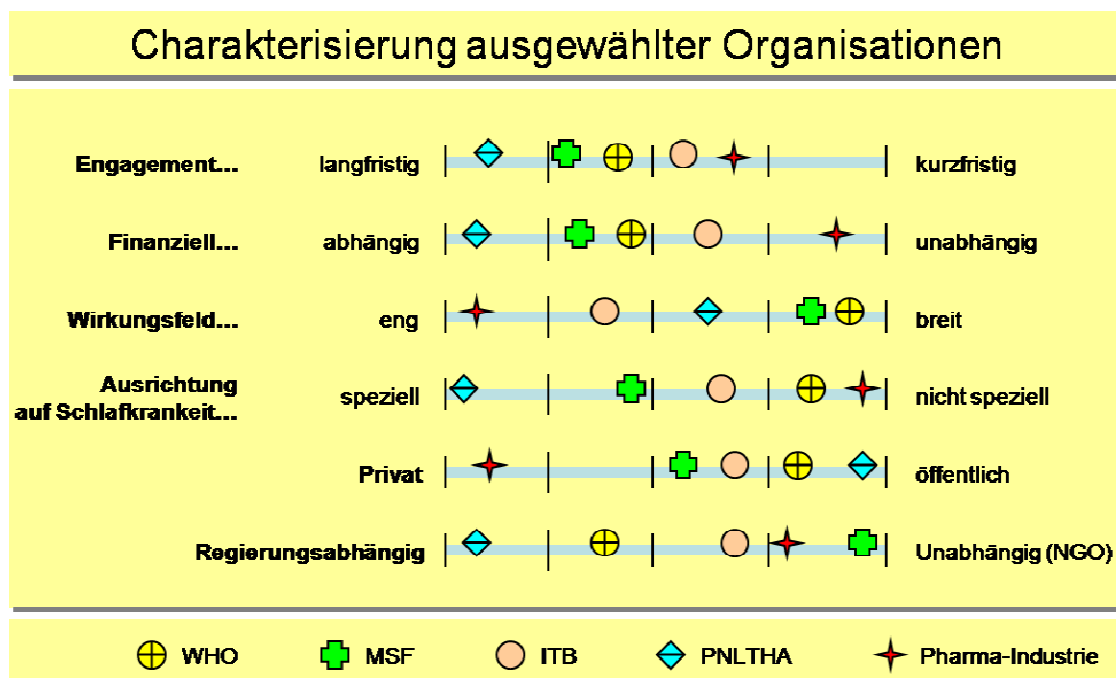 Charakterisierung ausgewählter Organisationen
Engagement... langfristig kurzfristig
Finanziell... abhängig unabhängig
Wirkungsfeld... eng breit
Ausrichtung
auf Schlafkrankeit... speziell nicht speziell
Privat öffentlich
Regierungsabhängig Unabhängig (NGO)
WHO MSF ITB PNLTHA Pharma-Industrie